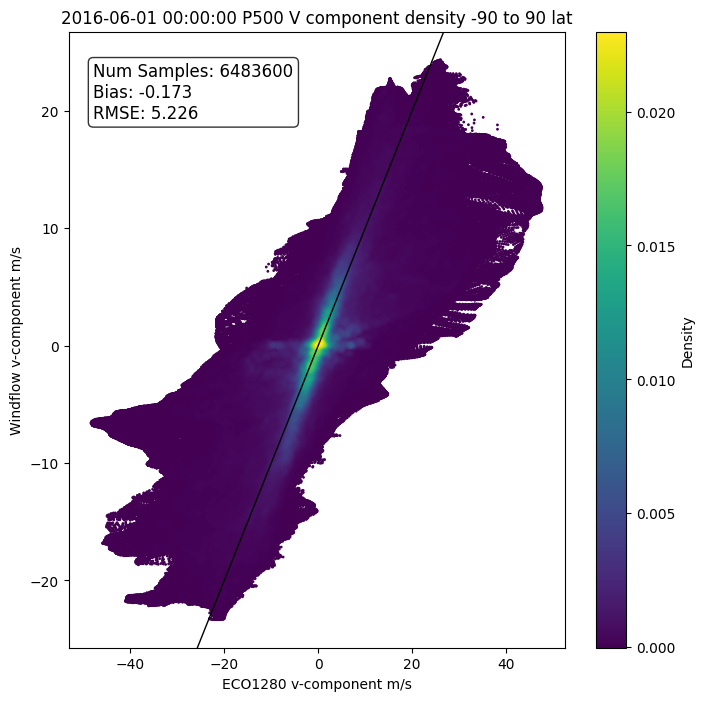 2016-06-01 00:00:00 P500 V component density -90 to 90 lat
Num Samples: 6483600
Bias: -0.173
RMSE: 5.226
20
10
0
−10
−20
Windflow v-component m/s
−40
−20
0
20
40
ECO1280 v-component m/s
0.020
0.015
0.010
0.005
0.000
Density